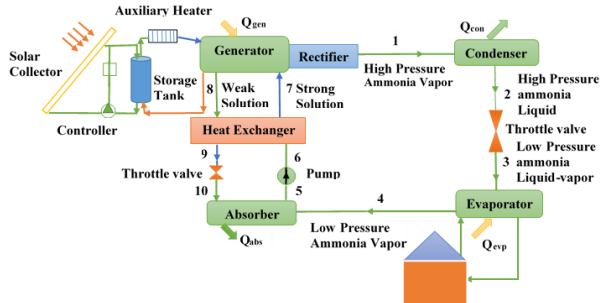 Auxiliary Heater
Qgen
Qcon
Solar
Collector
Generator
Rectifier
1
Condenser
High Pressure
Ammonia Vapor
Storage
Tank
8
Weak
Solution
7 Strong
Solution
2
High Pressure
ammonia
Liquid
Controller
Heat Exchanger
Throttle valve
9
6
3
Low Pressure
ammonia
Liquid-vapor
Throttle valve
Pump
10
5
4
Evaporator
Absorber
Low Pressure
Ammonia Vapor
Qabs
Qevp